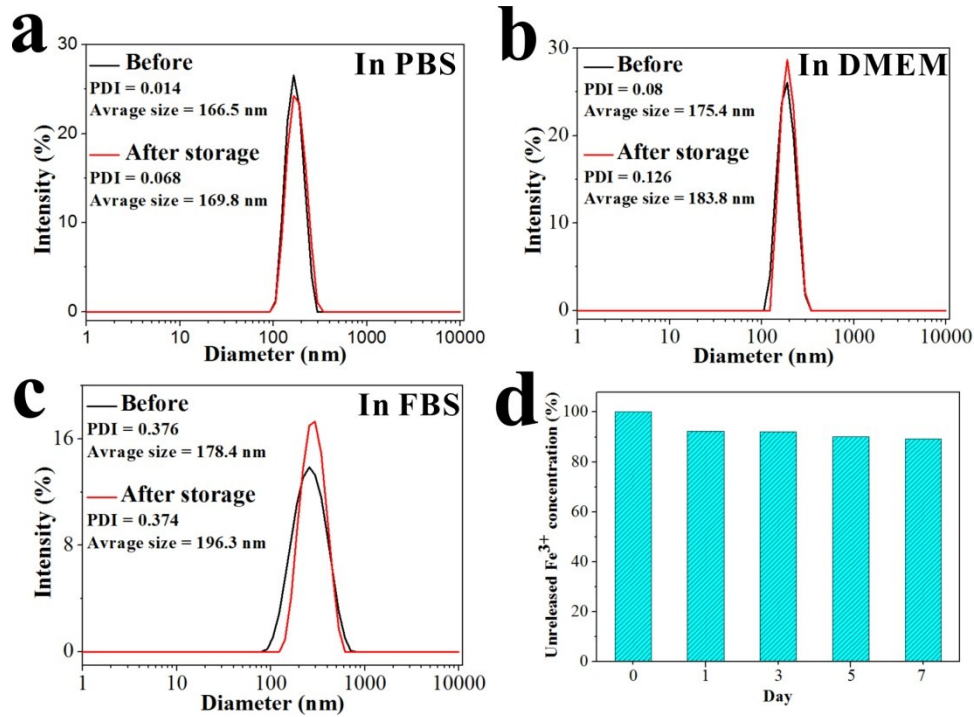 a
In PBS
Before
PDI = 0.014
Avrage size = 166.5 nm
After storage
PDI = 0.068
Avrage size = 169.8 nm
Intensity (%)
30
20
10
0
1
10
100
1000
10000
Diameter (nm)
b
In DMEM
Before
PDI = 0.08
Avrage size = 175.4 nm
After storage
PDI = 0.126
Avrage size = 183.8 nm
Intensity (%)
30
20
10
0
1
10
100
1000
10000
Diameter (nm)
c
In FBS
Before
PDI = 0.376
Avrage size = 178.4 nm
After storage
PDI = 0.374
Avrage size = 196.3 nm
Intensity (%)
16
8
0
1
10
100
1000
10000
Diameter (nm)
d
Unreleased Fe³⁺ concentration (%)
100
80
60
40
20
0
0
1
3
5
7
Day